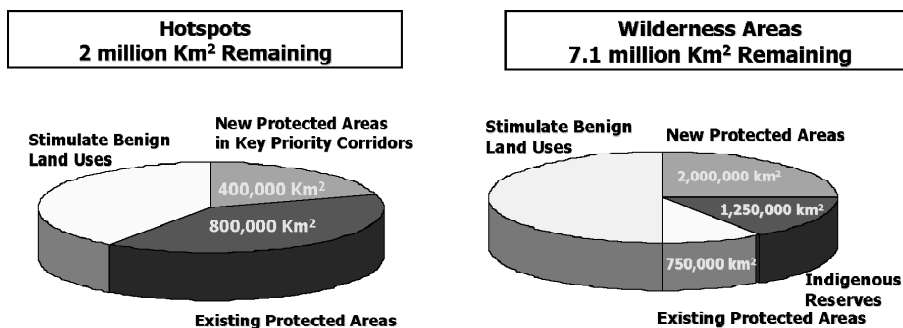 Hotspots
2 million Km² Remaining
Stimulate Benign
Land Uses
New Protected Areas
in Key Priority Corridors
400,000 Km²
800,000 Km²
Existing Protected Areas
Wilderness Areas
7.1 million Km² Remaining
Stimulate Benign
Land Uses
New Protected Areas
2,000,000 km²
1,250,000 km²
750,000 km²
Indigenous
Reserves
Existing Protected Areas